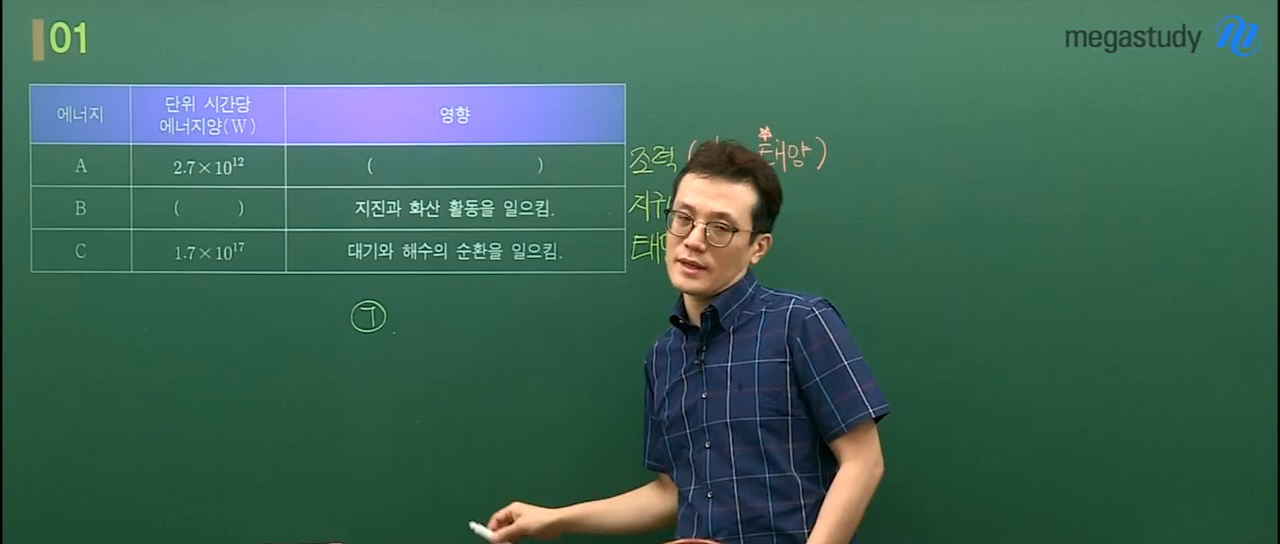 01
megastudy
에너지 단위 시간당 에너지양(W) 영향
A 2.7×10¹² ( ) 조력 ( 태양)
B ( ) 지진과 화산 활동을 일으킴. 지구
C 1.7×10¹⁷ 대기와 해수의 순환을 일으킴.
ㄱ